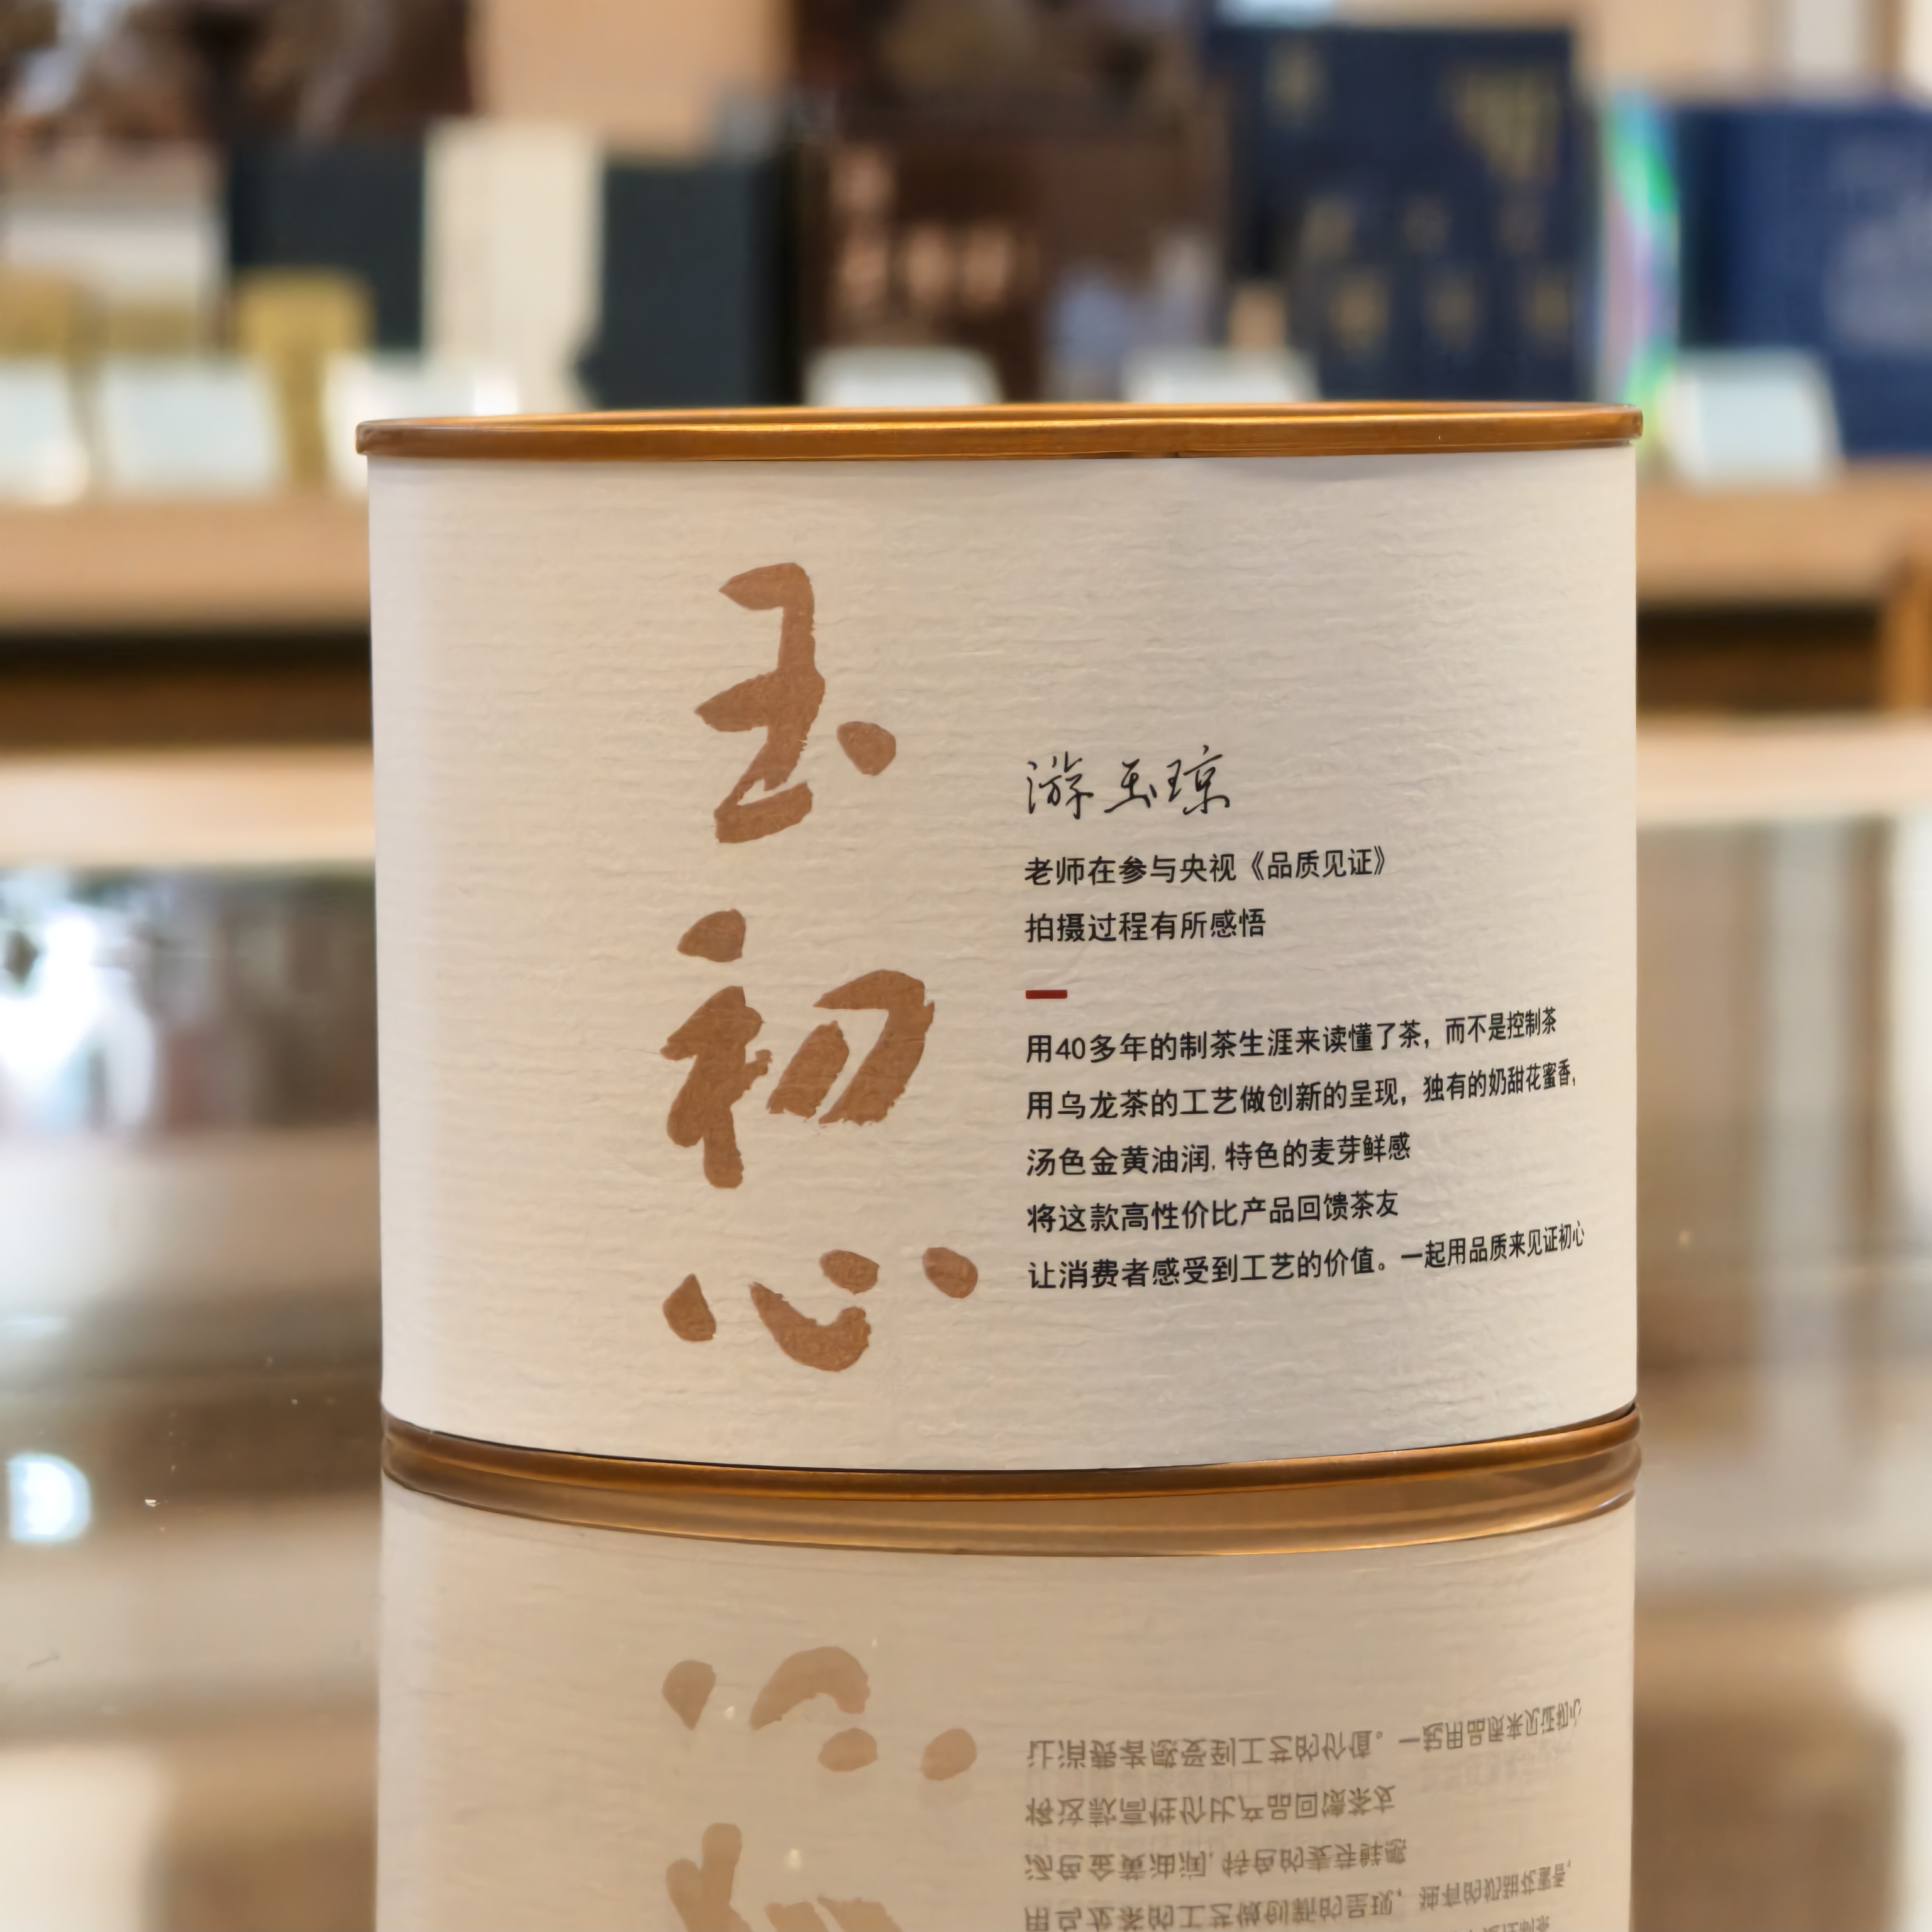 玉初心
游玉琼
老师在参与央视《品质见证》
拍摄过程有所感悟
用40多年的制茶生涯来读懂了茶，而不是控制茶
用乌龙茶的工艺做创新的呈现，独有的奶甜花蜜香，
汤色金黄油润，特色的麦芽鲜感
将这款高性价比产品回馈茶友
让消费者感受到工艺的价值。一起用品质来见证初心